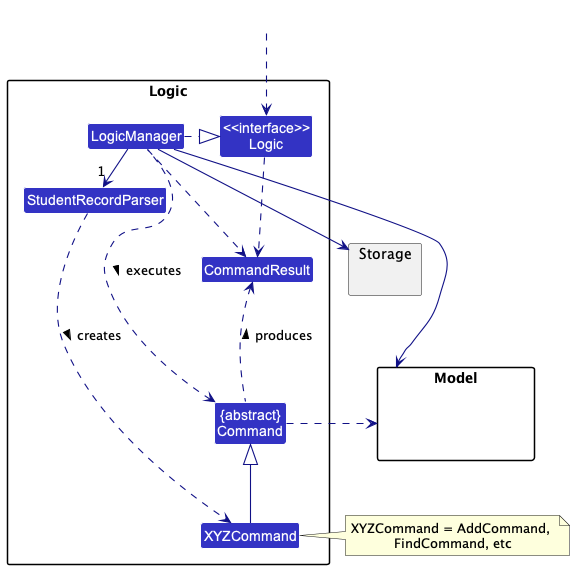 Logic
LogicManager
<<interface>>
Logic
1
StudentRecordParser
Storage
CommandResult
executes
creates
produces
Model
{abstract}
Command
XYZCommand
XYZCommand = AddCommand,
FindCommand, etc